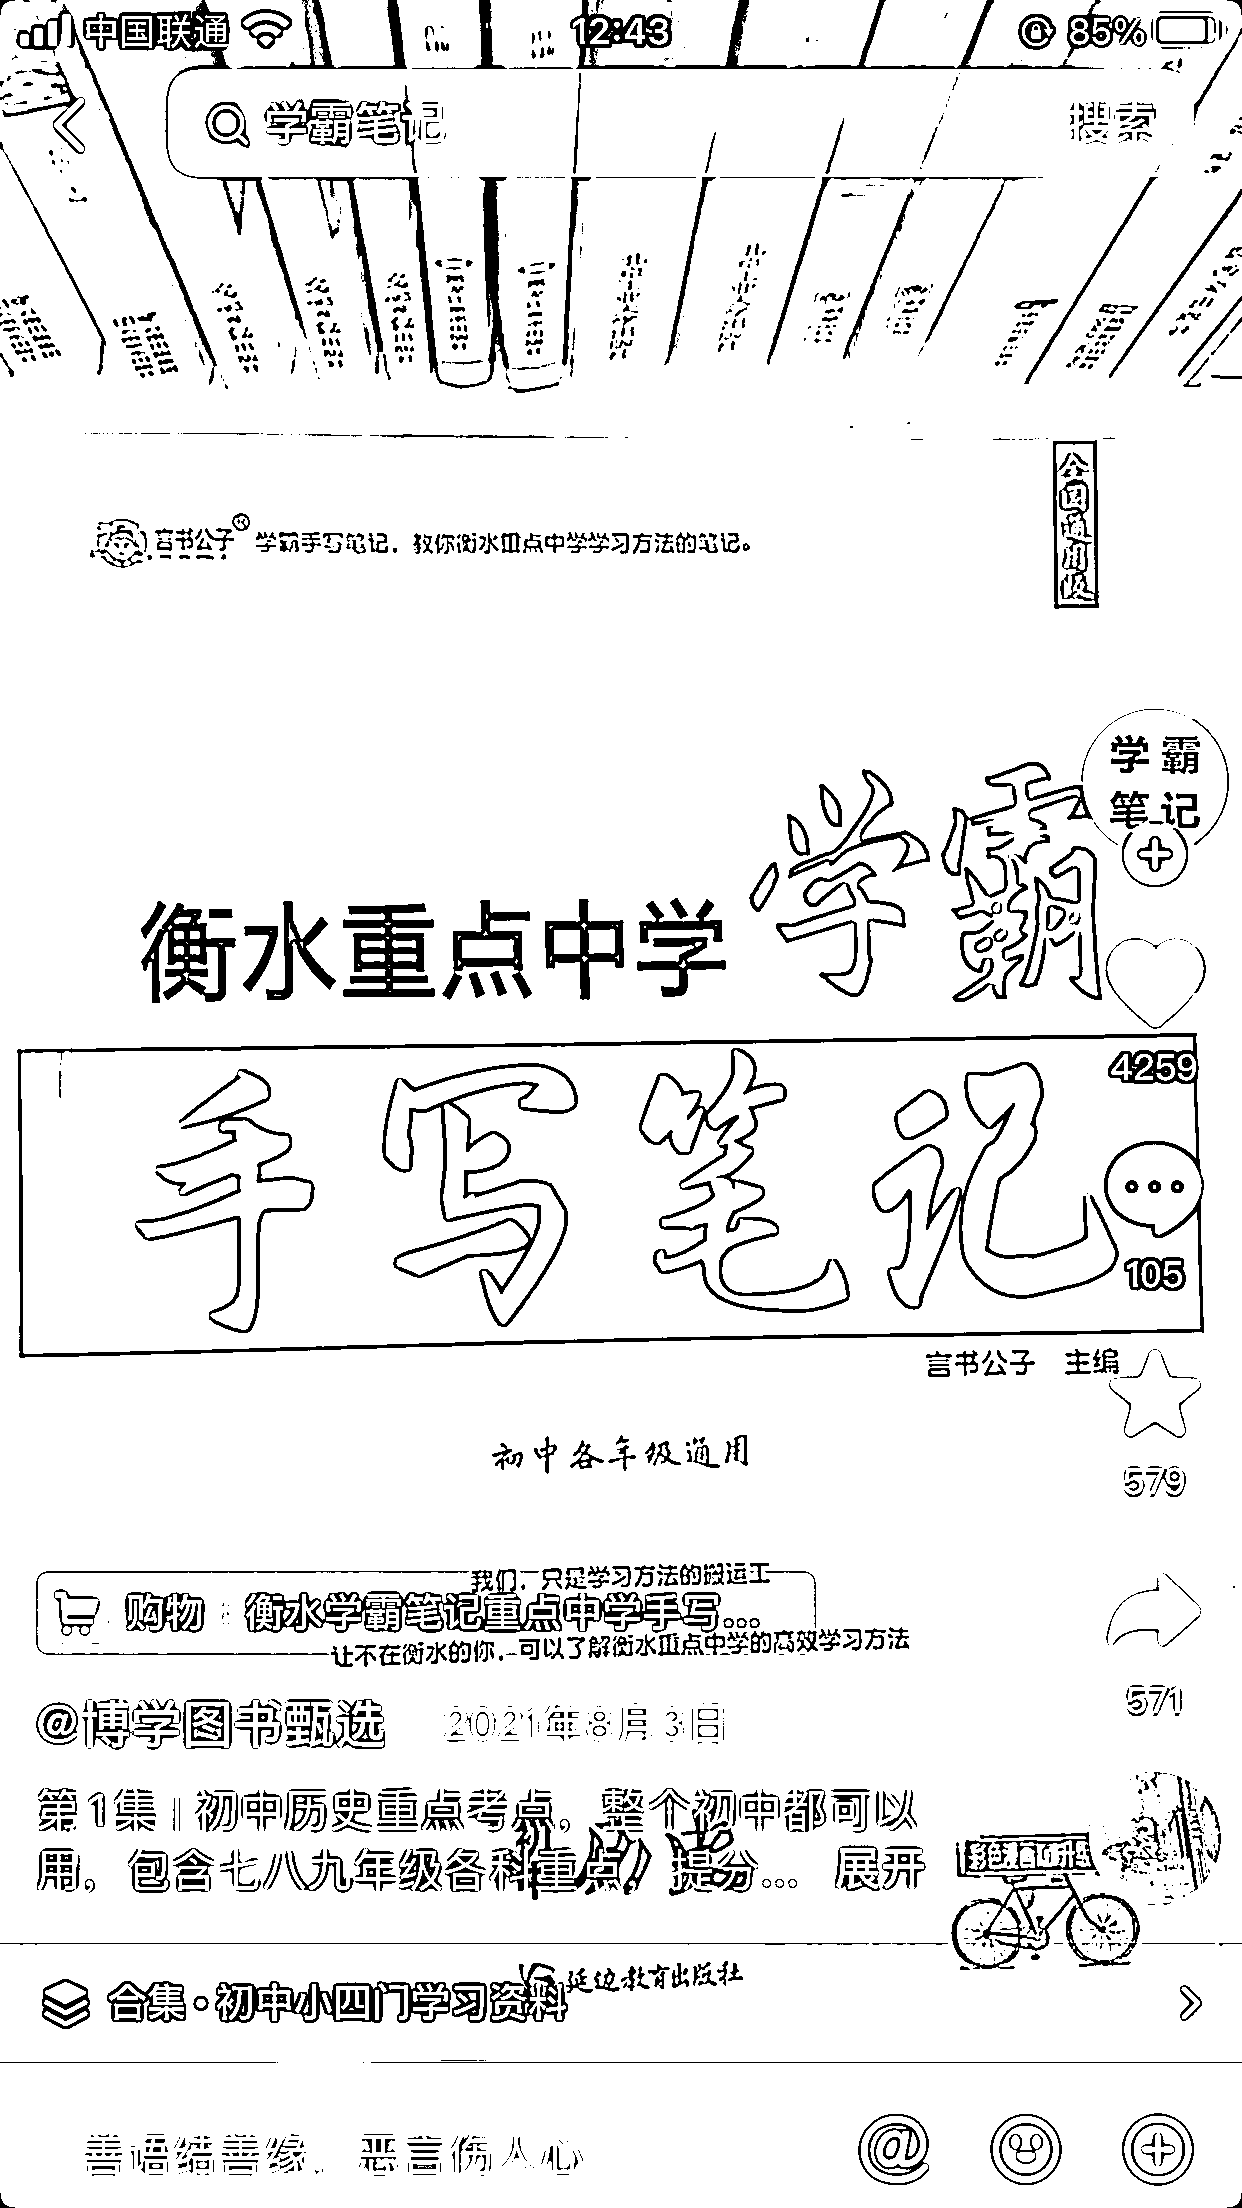 中国联通 12:43 85%
学霸笔记 搜索
全国通用版
言书公子® 学霸手写笔记，教你衡水重点中学学习方法的笔记。
学霸
笔记
衡水重点中学学霸
手写笔记
4259
105
言书公子 主编
初中各年级通用
579
我们，只是学习方法的搬运工
购物 衡水学霸笔记重点中学手写...
让不在衡水的你，可以了解衡水重点中学的高效学习方法
571
@博学图书甄选 2021年8月3日
第1集 | 初中历史重点考点，整个初中都可以
用，包含七八九年级各科重点，提分... 展开
延边教育出版社
合集·初中小四门学习资料
善语结善缘，恶言伤人心